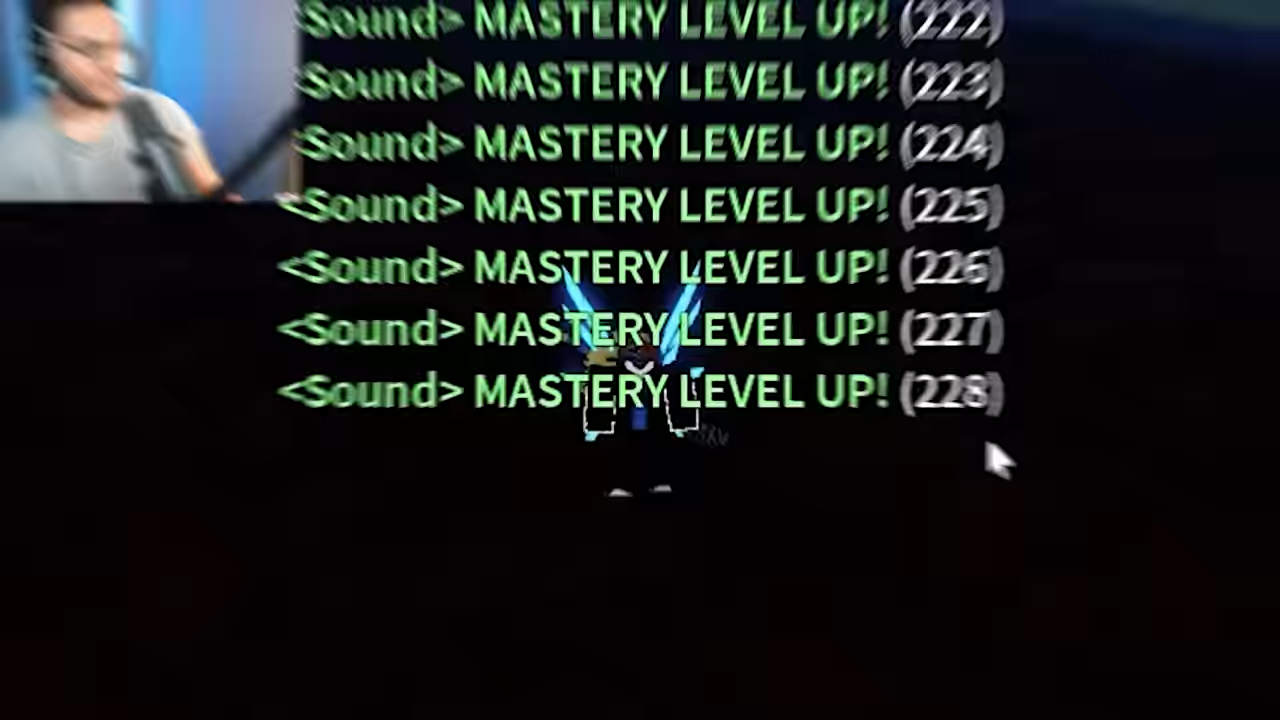 <Sound> MASTERY LEVEL UP! (222)
<Sound> MASTERY LEVEL UP! (223)
<Sound> MASTERY LEVEL UP! (224)
<Sound> MASTERY LEVEL UP! (225)
<Sound> MASTERY LEVEL UP! (226)
<Sound> MASTERY LEVEL UP! (227)
<Sound> MASTERY LEVEL UP! (228)